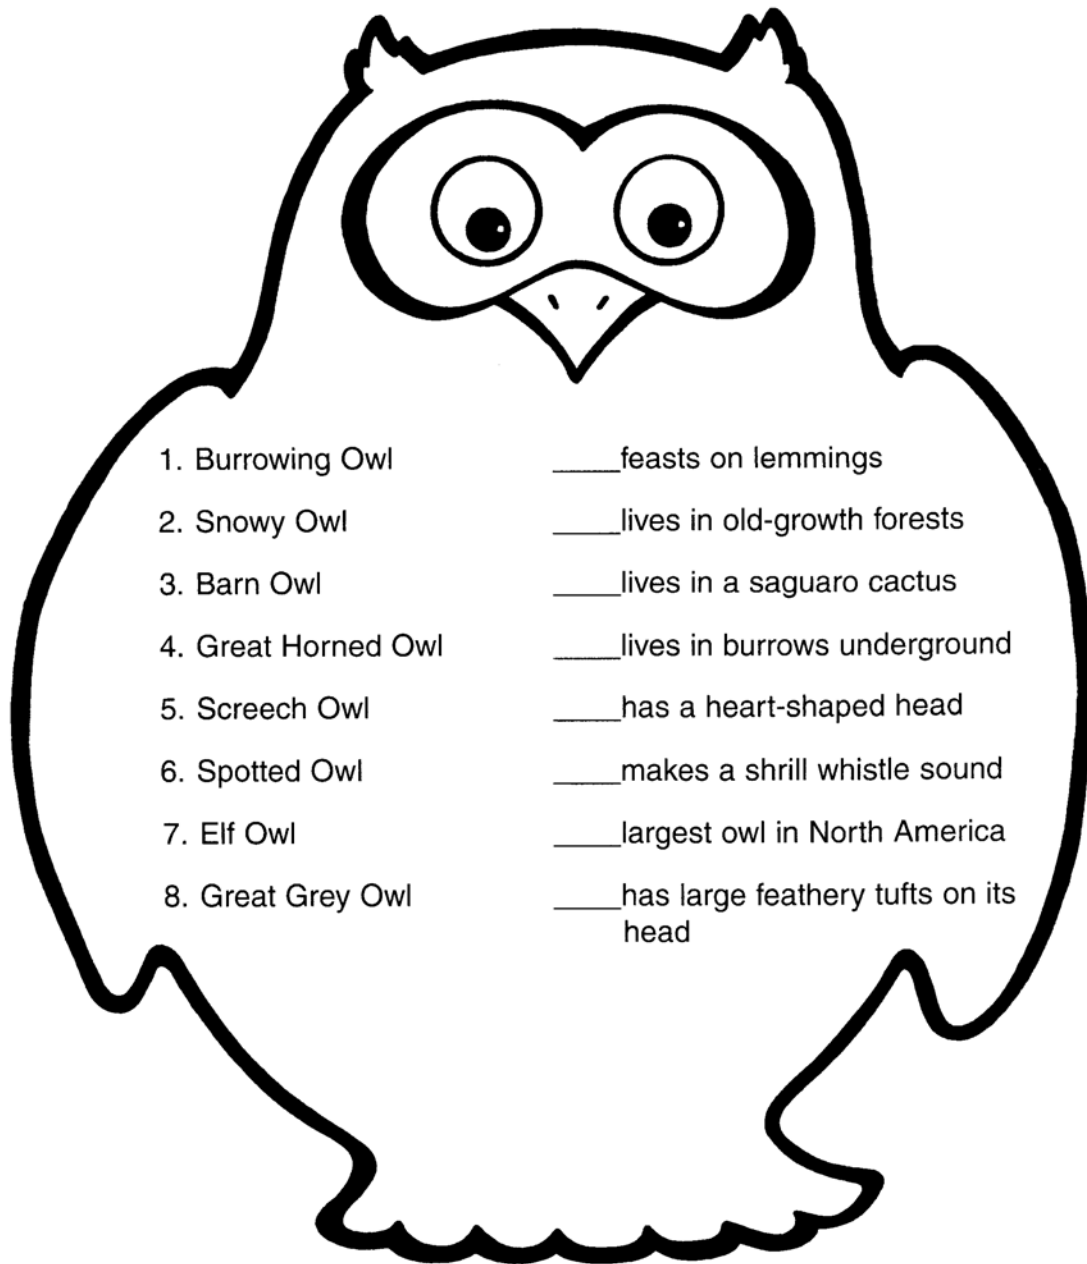 1. Burrowing Owl _____feasts on lemmings
2. Snowy Owl _____lives in old-growth forests
3. Barn Owl _____lives in a saguaro cactus
4. Great Horned Owl _____lives in burrows underground
5. Screech Owl _____has a heart-shaped head
6. Spotted Owl _____makes a shrill whistle sound
7. Elf Owl _____largest owl in North America
8. Great Grey Owl _____has large feathery tufts on its
head